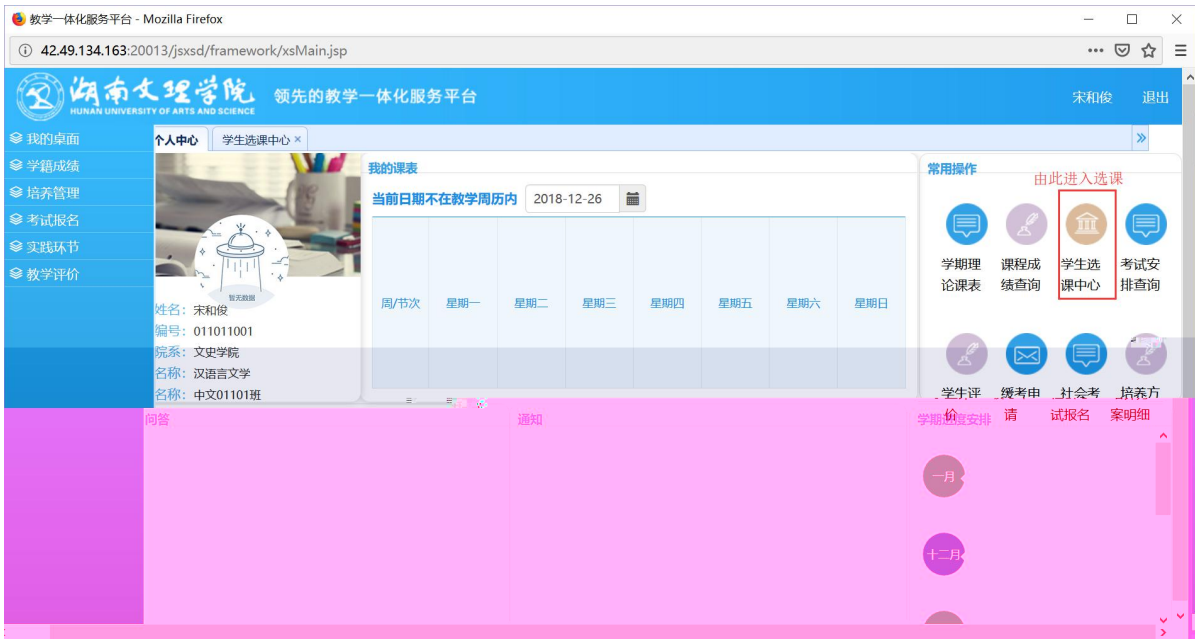 教学一体化服务平台 - Mozilla Firefox
42.49.134.163:20013/jsxsd/framework/xsMain.jsp
湖南文理学院
HUNAN UNIVERSITY OF ARTS AND SCIENCE
领先的教学一体化服务平台
宋和俊 退出
我的桌面
学籍成绩
培养管理
考试报名
实践环节
教学评价
个人中心 学生选课中心 ×
暂无数据
姓名: 宋和俊
编号: 011011001
院系: 文史学院
名称: 汉语言文学
名称: 中文01101班
我的课表
当前日期不在教学周历内 2018-12-26
周/节次 星期一 星期二 星期三 星期四 星期五 星期六 星期日
常用操作
由此进入选课
学期理论课表
课程成绩查询
学生选课中心
考试安排查询
学生评价
缓考申请
社会考试报名
培养方案明细
问答
通知
学期进度安排
一月
十二月